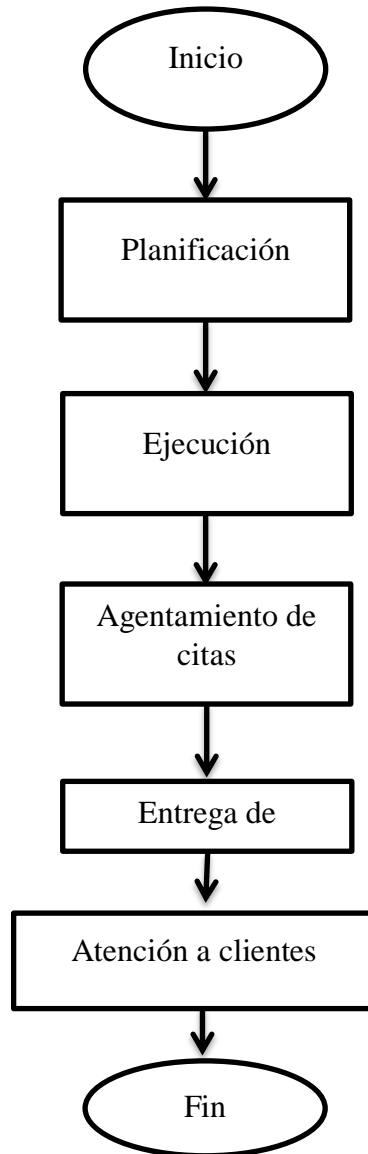 Inicio
Planificación
Ejecución
Agentamiento de
citas
Entrega de
Atención a clientes
Fin